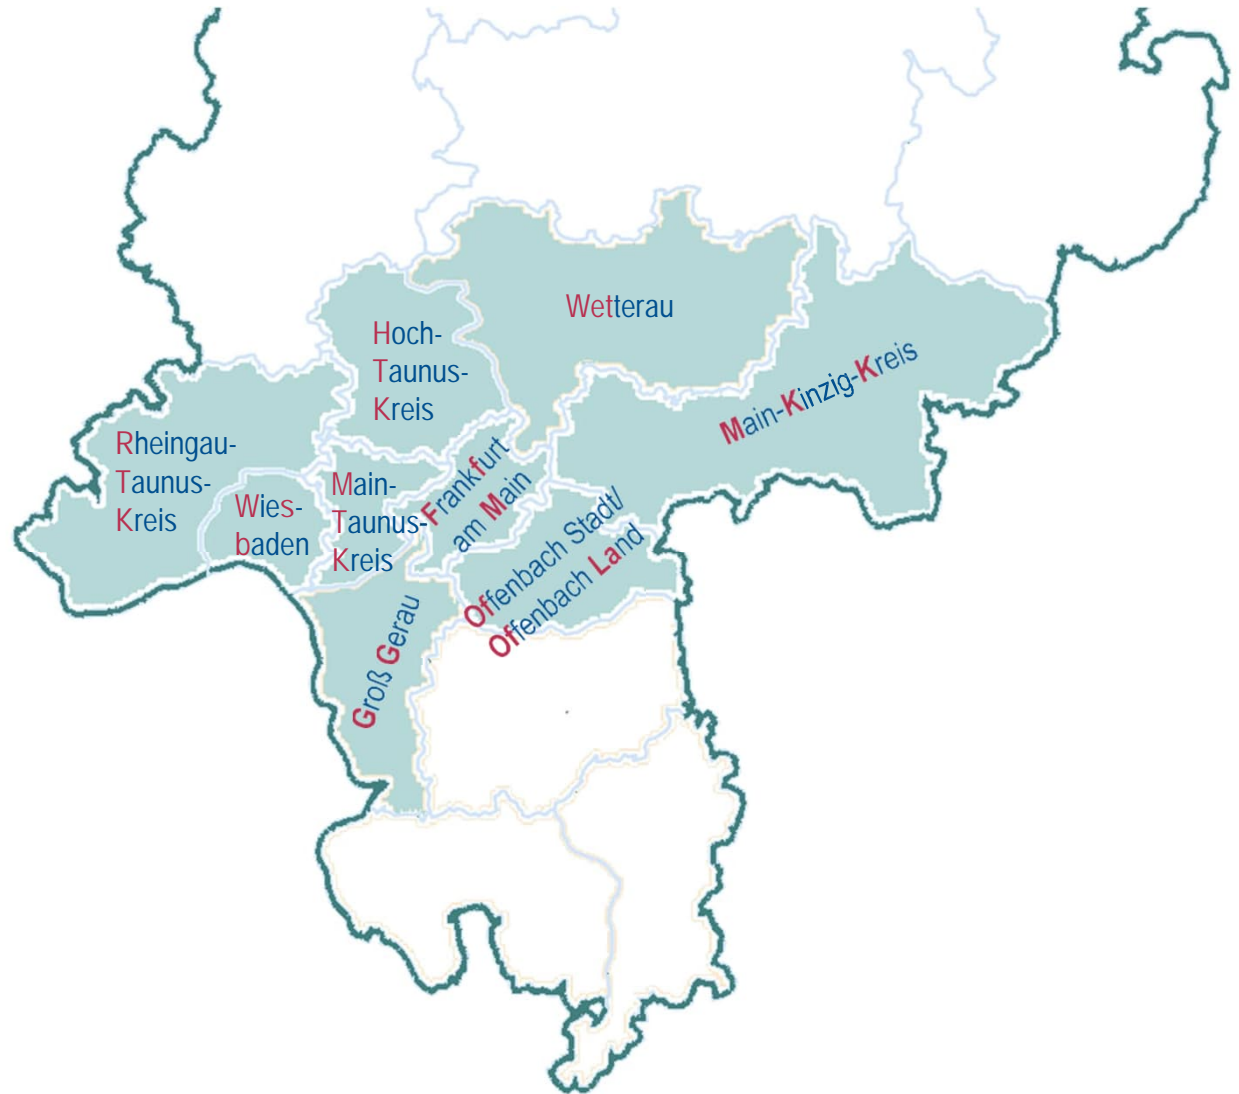 Wetterau
Hoch-
Taunus-
Kreis
Main-Kinzig-Kreis
Rheingau-
Taunus-
Kreis
Wies-
baden
Main-
Taunus-
Kreis
Frankfurt
am Main
Offenbach Stadt/
Offenbach Land
Groß Gerau